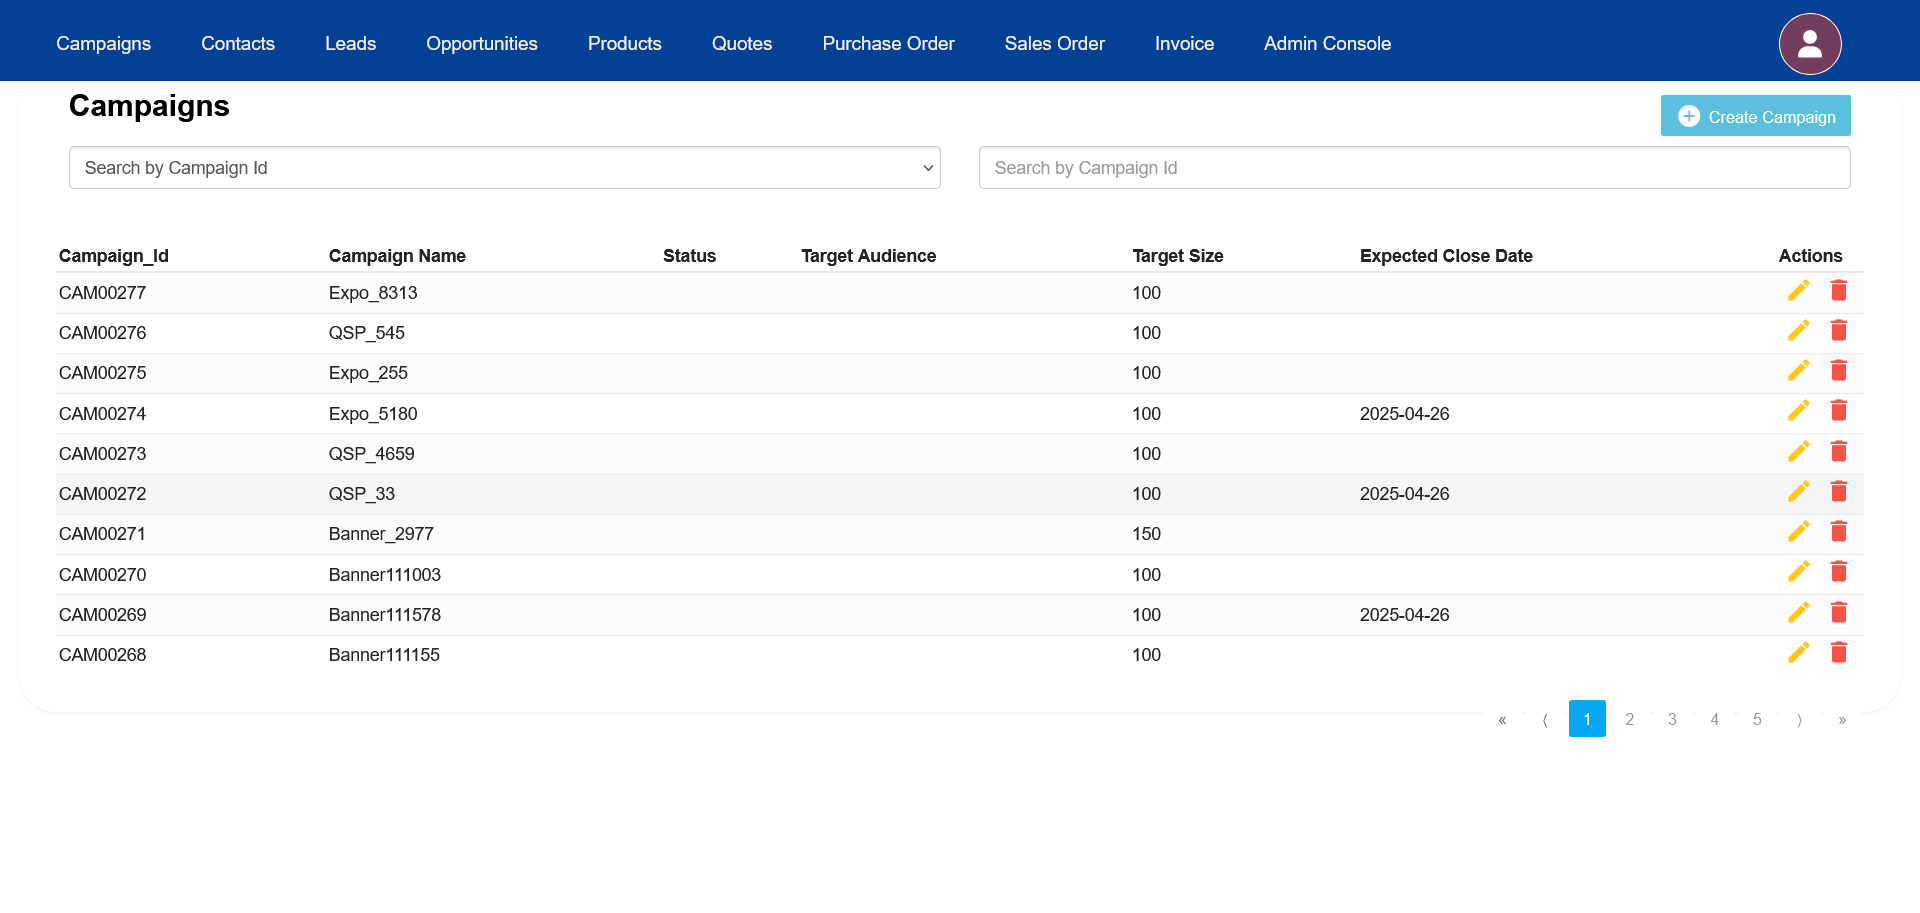 Campaigns Contacts Leads Opportunities Products Quotes Purchase Order Sales Order Invoice Admin Console
Campaigns
Create Campaign
Search by Campaign Id Search by Campaign Id
Campaign_Id Campaign Name Status Target Audience Target Size Expected Close Date Actions
CAM00277 Expo_8313 100
CAM00276 QSP_545 100
CAM00275 Expo_255 100
CAM00274 Expo_5180 100 2025-04-26
CAM00273 QSP_4659 100
CAM00272 QSP_33 100 2025-04-26
CAM00271 Banner_2977 150
CAM00270 Banner111003 100
CAM00269 Banner111578 100 2025-04-26
CAM00268 Banner111155 100
« ⟨ 1 2 3 4 5 ⟩ »